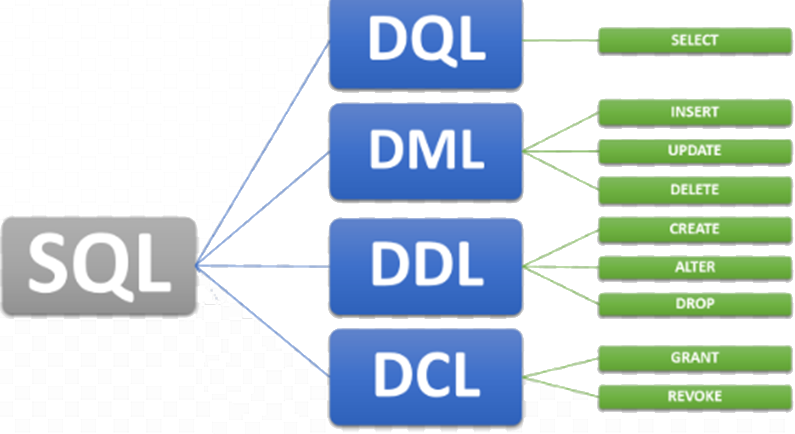 SQL
DQL
SELECT
DML
INSERT
UPDATE
DELETE
DDL
CREATE
ALTER
DROP
DCL
GRANT
REVOKE